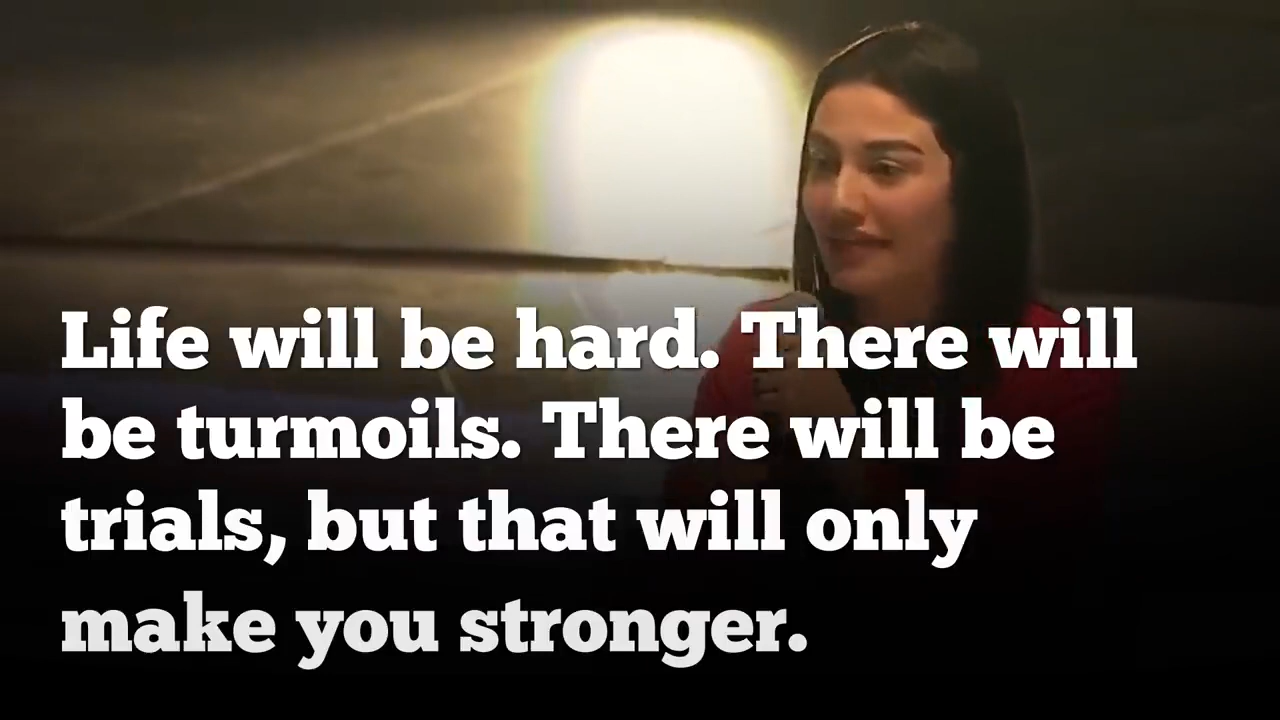 Life will be hard. There will
be turmoils. There will be
trials, but that will only
make you stronger.